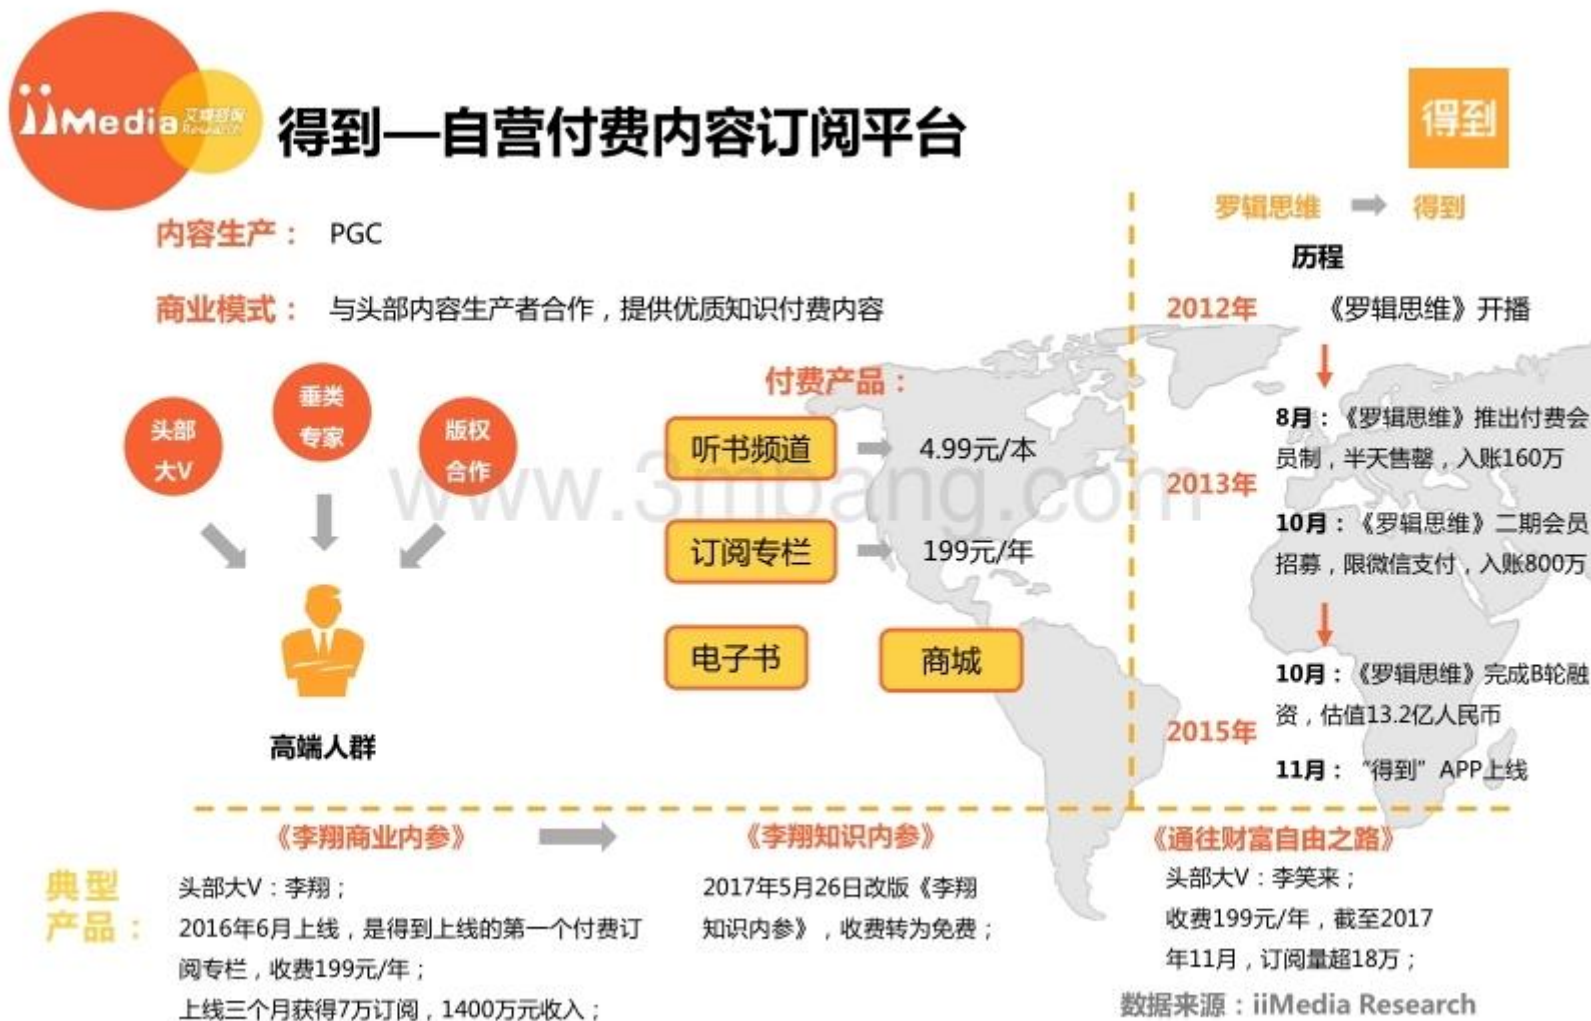 iiMedia 艾媒咨询
Research
得到—自营付费内容订阅平台
得到
内容生产： PGC
商业模式： 与头部内容生产者合作，提供优质知识付费内容
头部
大V
垂类
专家
版权
合作
高端人群
付费产品：
听书频道 4.99元/本
订阅专栏 199元/年
电子书 商城
www.3mbang.com
罗辑思维 得到
历程
2012年 《罗辑思维》开播
2013年
8月：《罗辑思维》推出付费会
员制，半天售罄，入账160万
10月：《罗辑思维》二期会员
招募，限微信支付，入账800万
2015年
10月：《罗辑思维》完成B轮融
资，估值13.2亿人民币
11月：“得到”APP上线
典型
产品：
《李翔商业内参》
头部大V：李翔；
2016年6月上线，是得到上线的第一个付费订
阅专栏，收费199元/年；
上线三个月获得7万订阅，1400万元收入；
《李翔知识内参》
2017年5月26日改版《李翔
知识内参》，收费转为免费；
《通往财富自由之路》
头部大V：李笑来；
收费199元/年，截至2017
年11月，订阅量超18万；
数据来源：iiMedia Research